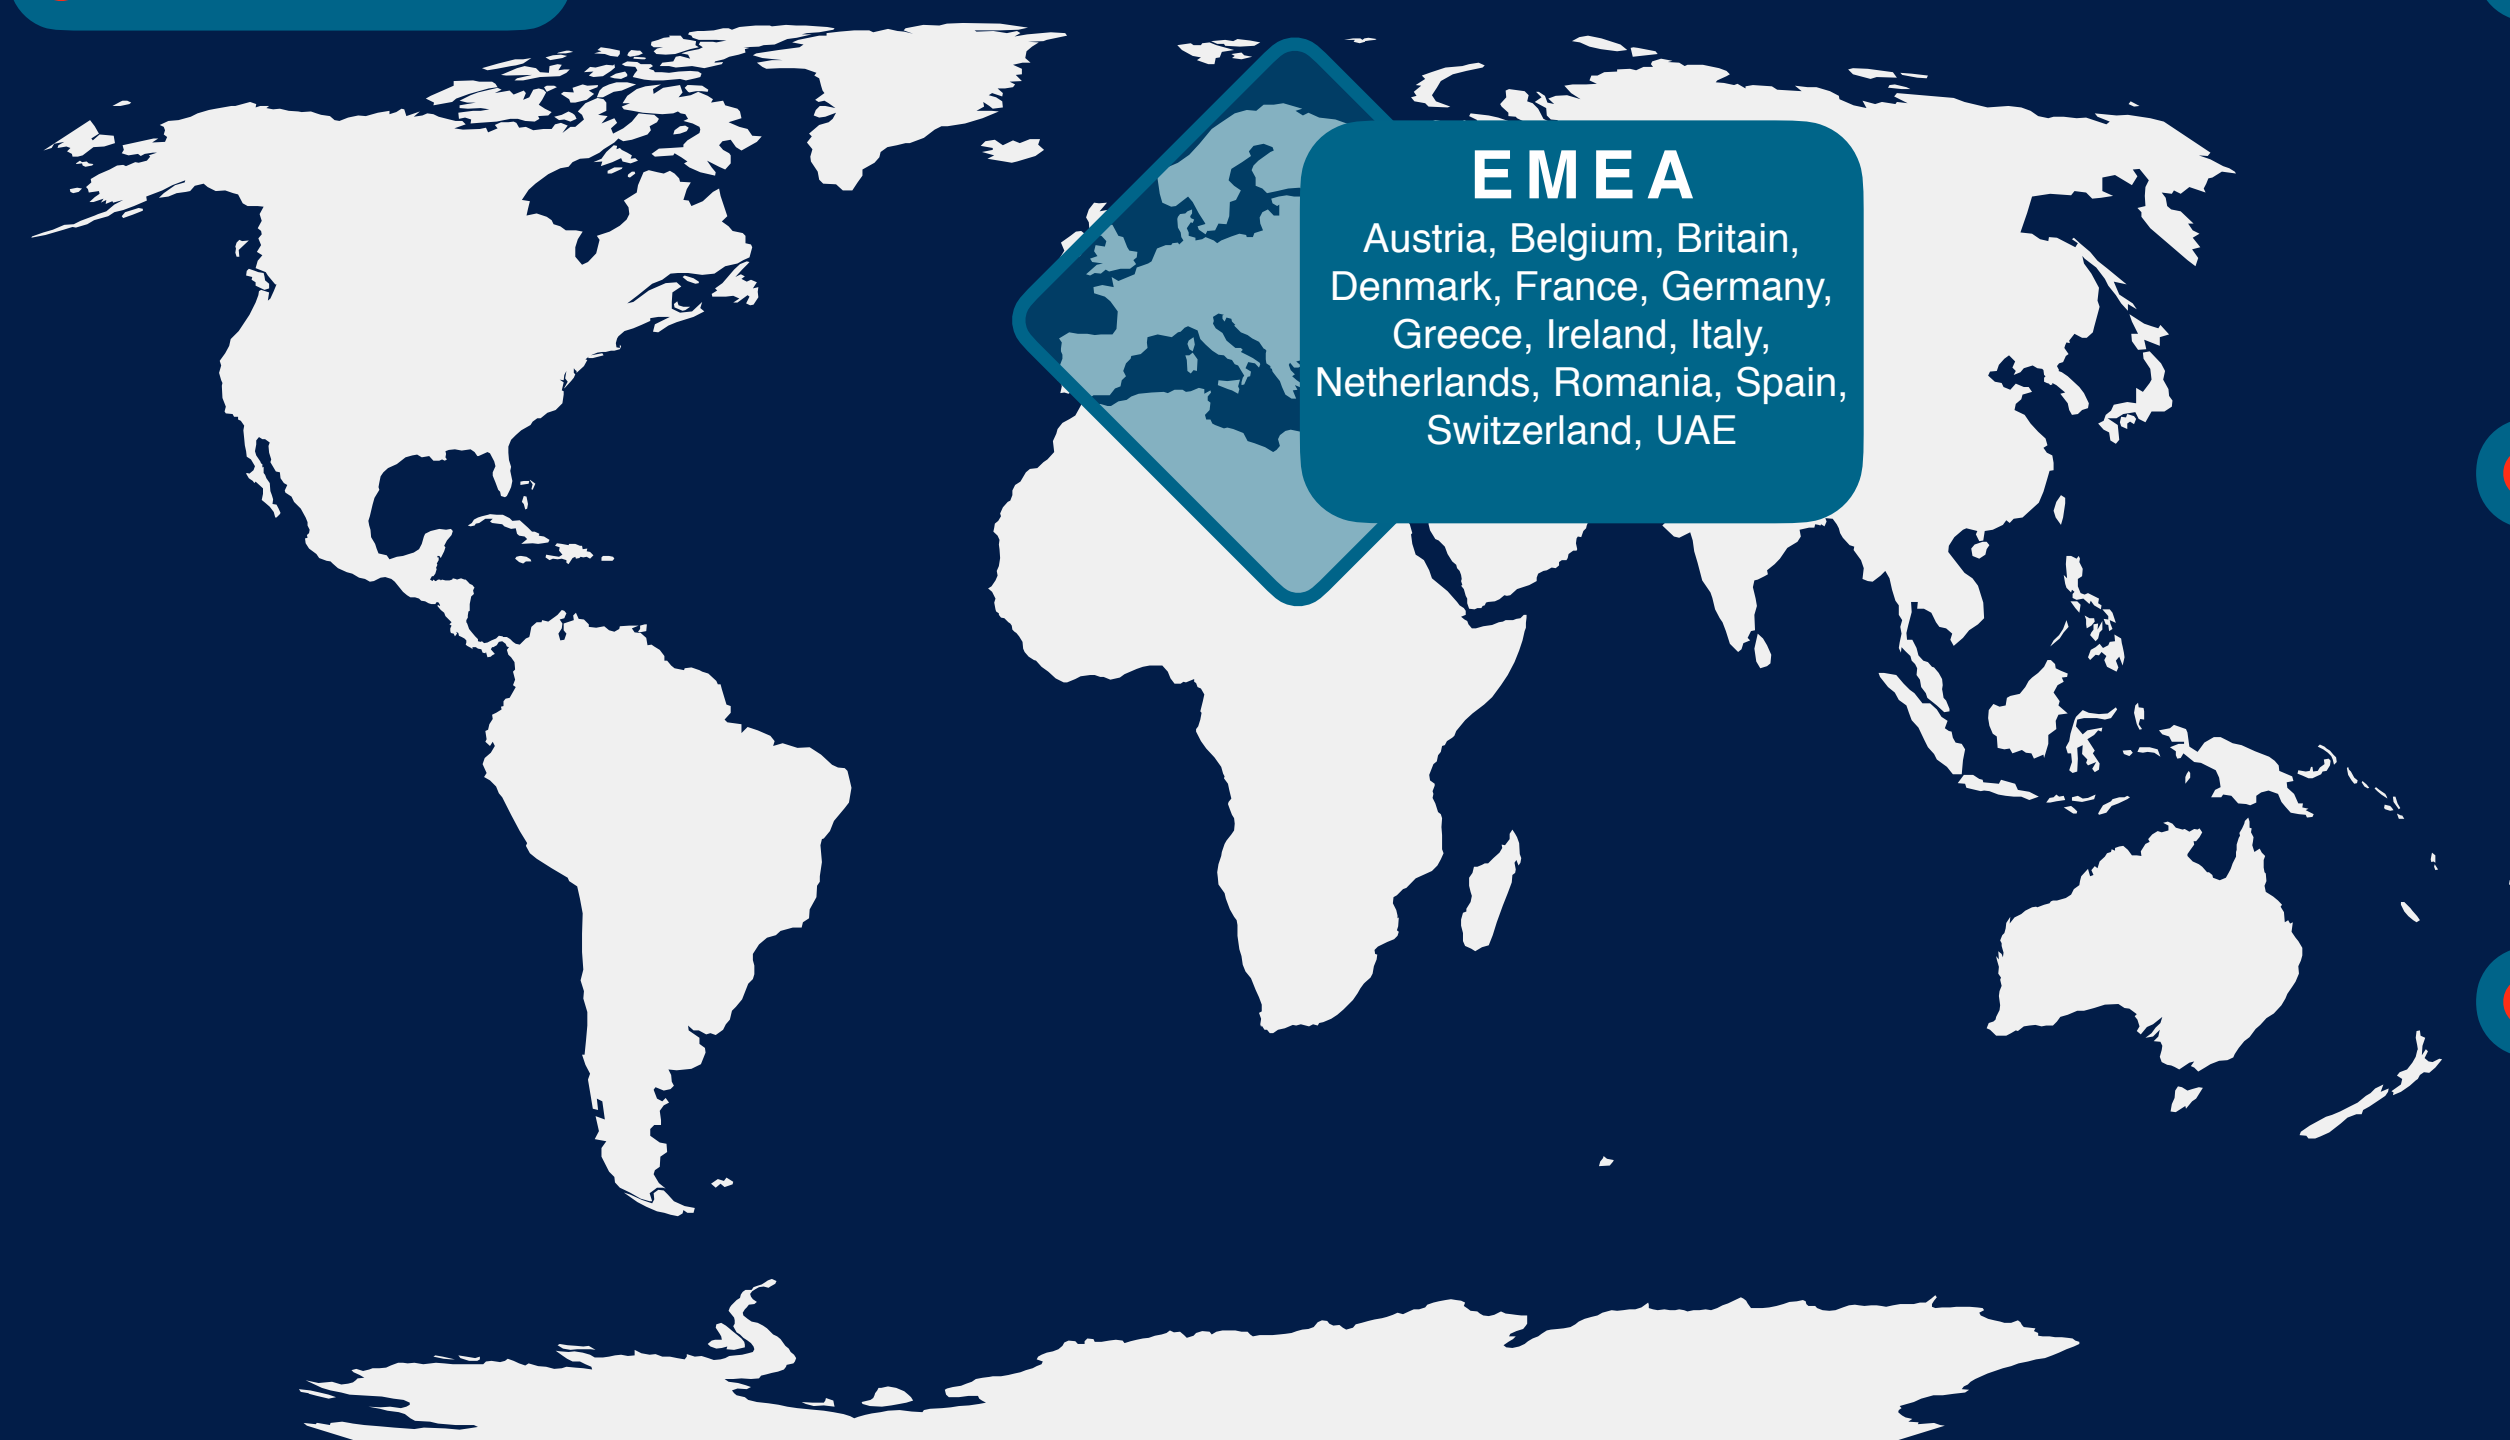 EMEA
Austria, Belgium, Britain,
Denmark, France, Germany,
Greece, Ireland, Italy,
Netherlands, Romania, Spain,
Switzerland, UAE